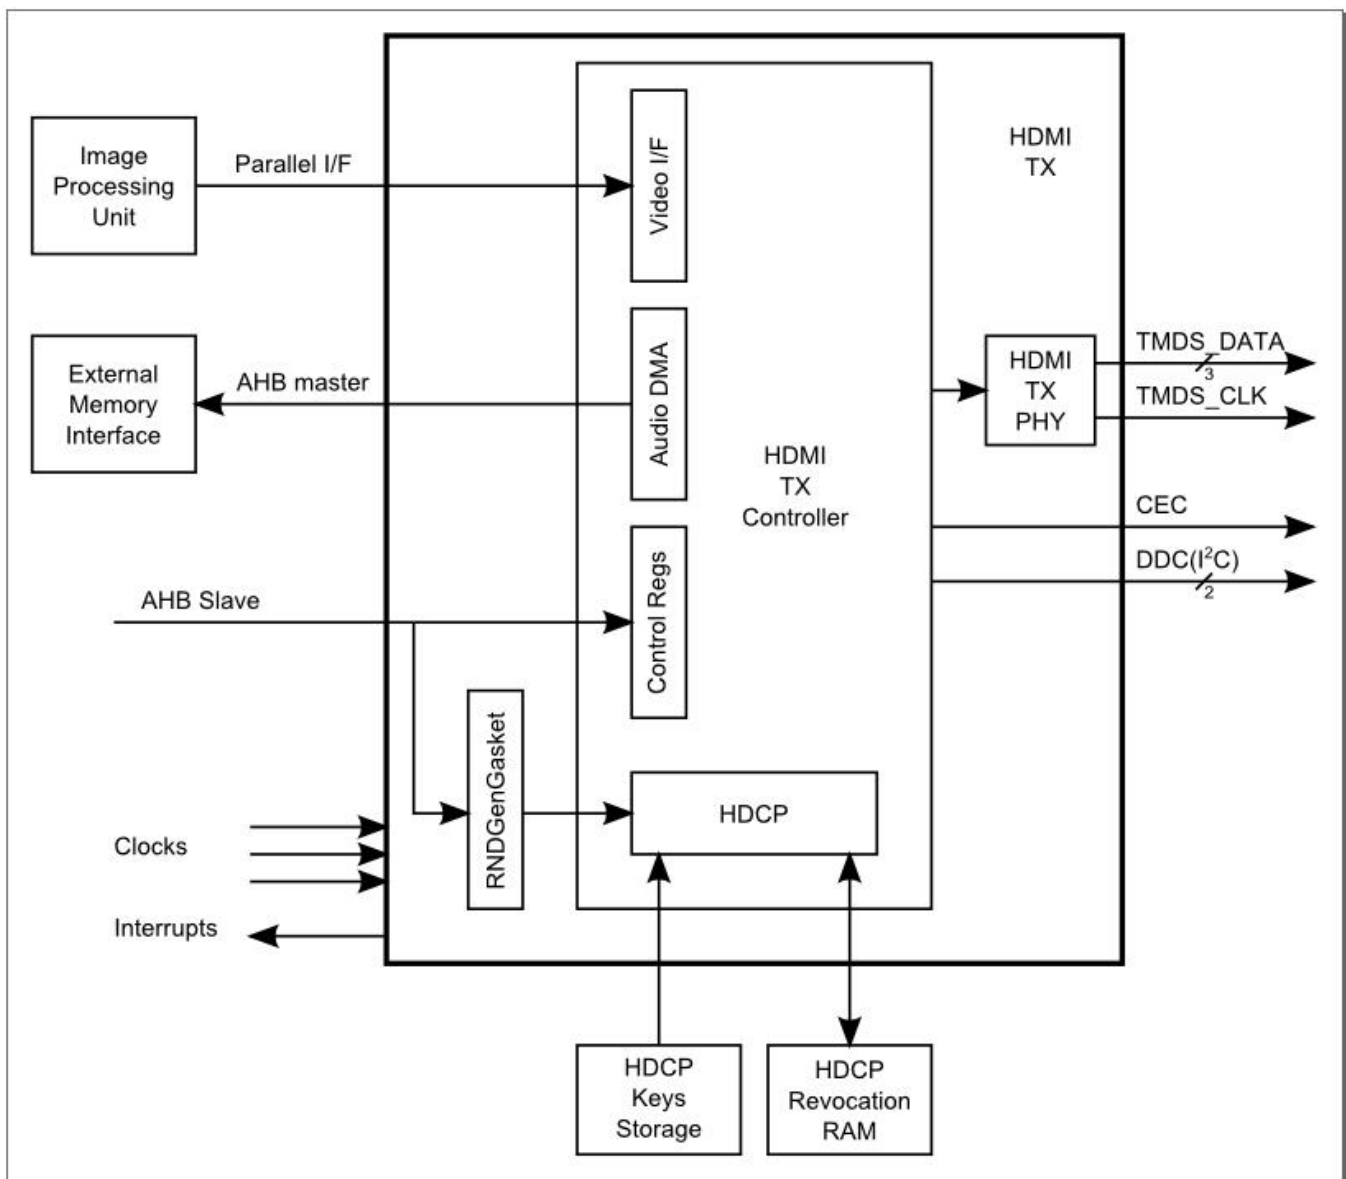 HDMI
TX
Image
Processing
Unit
Parallel I/F
Video I/F
External
Memory
Interface
AHB master
Audio DMA
HDMI
TX
Controller
HDMI
TX
PHY
TMDS_DATA
3
TMDS_CLK
CEC
DDC(I²C)
2
AHB Slave
Control Regs
RNDGenGasket
HDCP
Clocks
Interrupts
HDCP
Keys
Storage
HDCP
Revocation
RAM